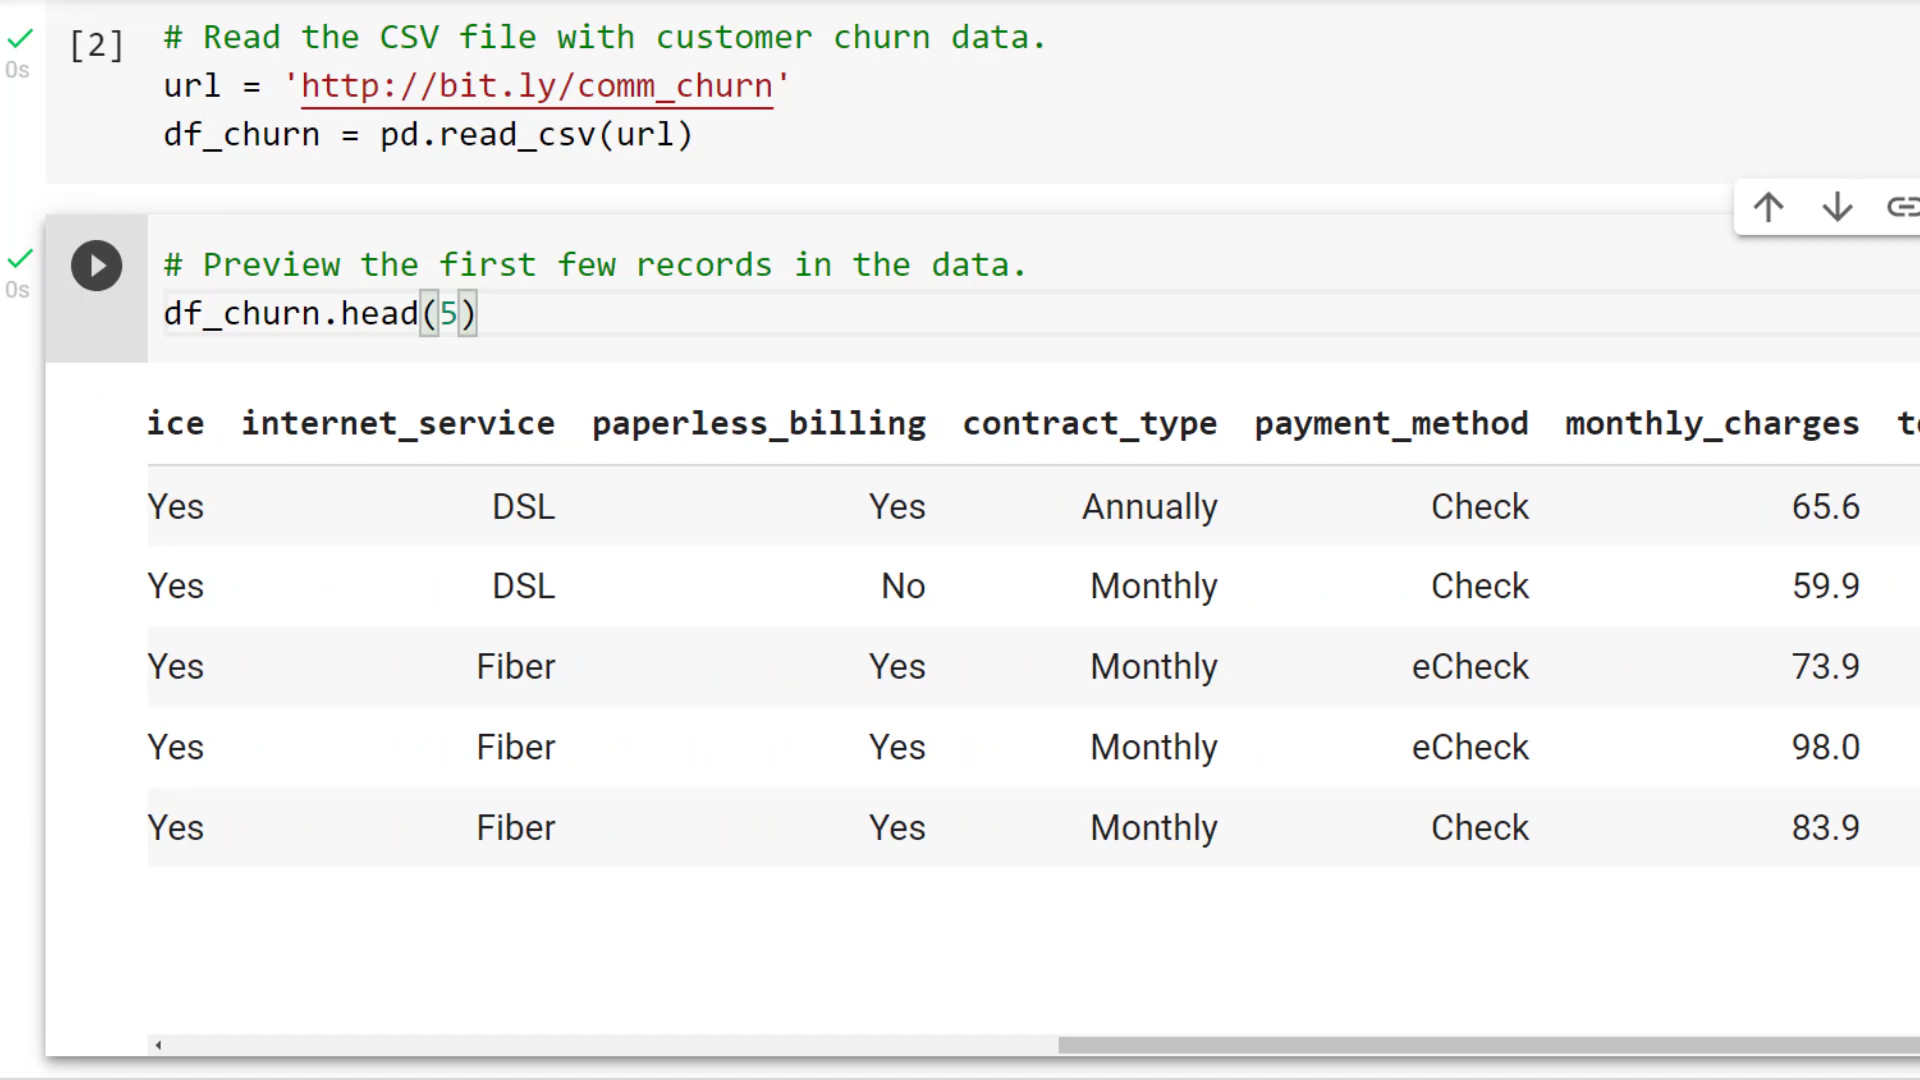 [2] # Read the CSV file with customer churn data.
0s url = 'http://bit.ly/comm_churn'
df_churn = pd.read_csv(url)
# Preview the first few records in the data.
0s df_churn.head(5)
ice internet_service paperless_billing contract_type payment_method monthly_charges
Yes DSL Yes Annually Check 65.6
Yes DSL No Monthly Check 59.9
Yes Fiber Yes Monthly eCheck 73.9
Yes Fiber Yes Monthly eCheck 98.0
Yes Fiber Yes Monthly Check 83.9